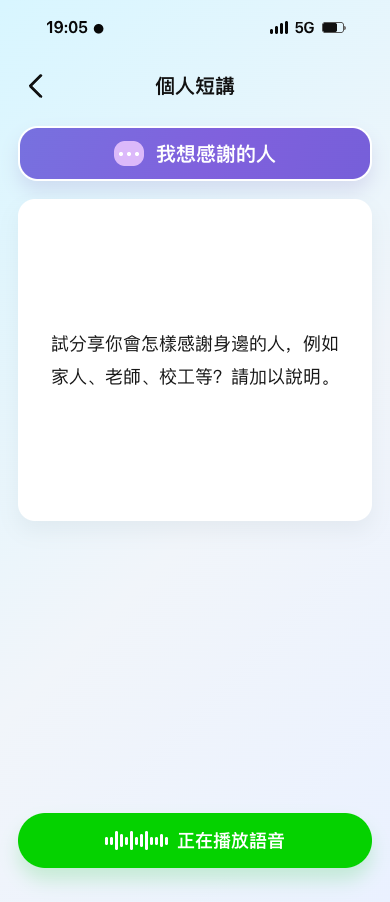 19:05
5G
個人短講
我想感謝的人
試分享你會怎樣感謝身邊的人，例如
家人、老師、校工等？請加以說明。
正在播放語音